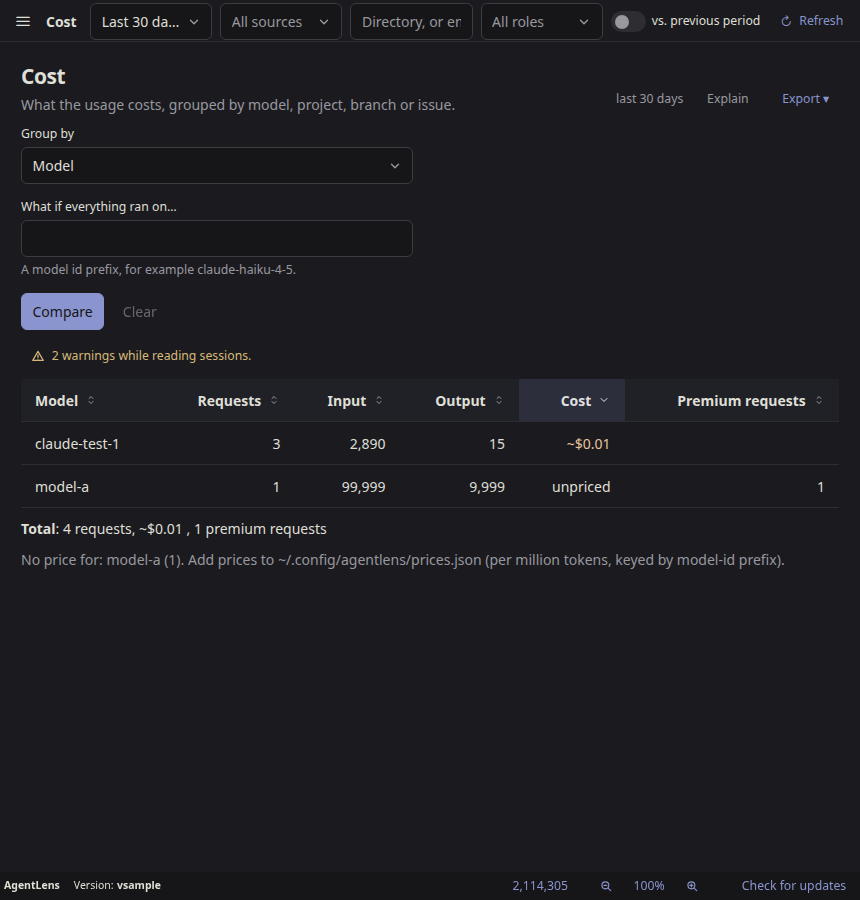 Cost Last 30 da... All sources Directory, or en All roles vs. previous period Refresh
Cost
What the usage costs, grouped by model, project, branch or issue.
last 30 days Explain Export ▾
Group by
Model
What if everything ran on...
A model id prefix, for example claude-haiku-4-5.
Compare Clear
2 warnings while reading sessions.
Model Requests Input Output Cost Premium requests
claude-test-1 3 2,890 15 ~$0.01
model-a 1 99,999 9,999 unpriced 1
Total: 4 requests, ~$0.01 , 1 premium requests
No price for: model-a (1). Add prices to ~/.config/agentlens/prices.json (per million tokens, keyed by model-id prefix).
AgentLens Version: vsample 2,114,305 100% Check for updates